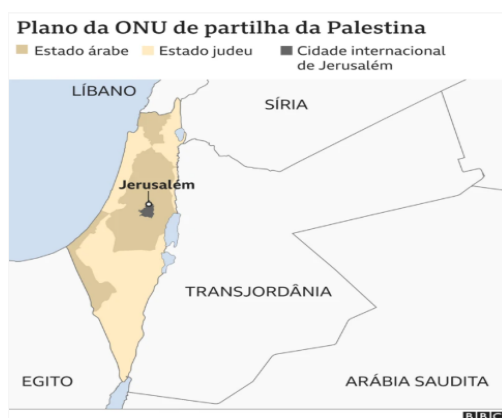 Plano da ONU de partilha da Palestina
Estado árabe
Estado judeu
Cidade internacional
de Jerusalém
LÍBANO
SÍRIA
Jerusalém
TRANSJORDÂNIA
EGITO
ARÁBIA SAUDITA
BBC